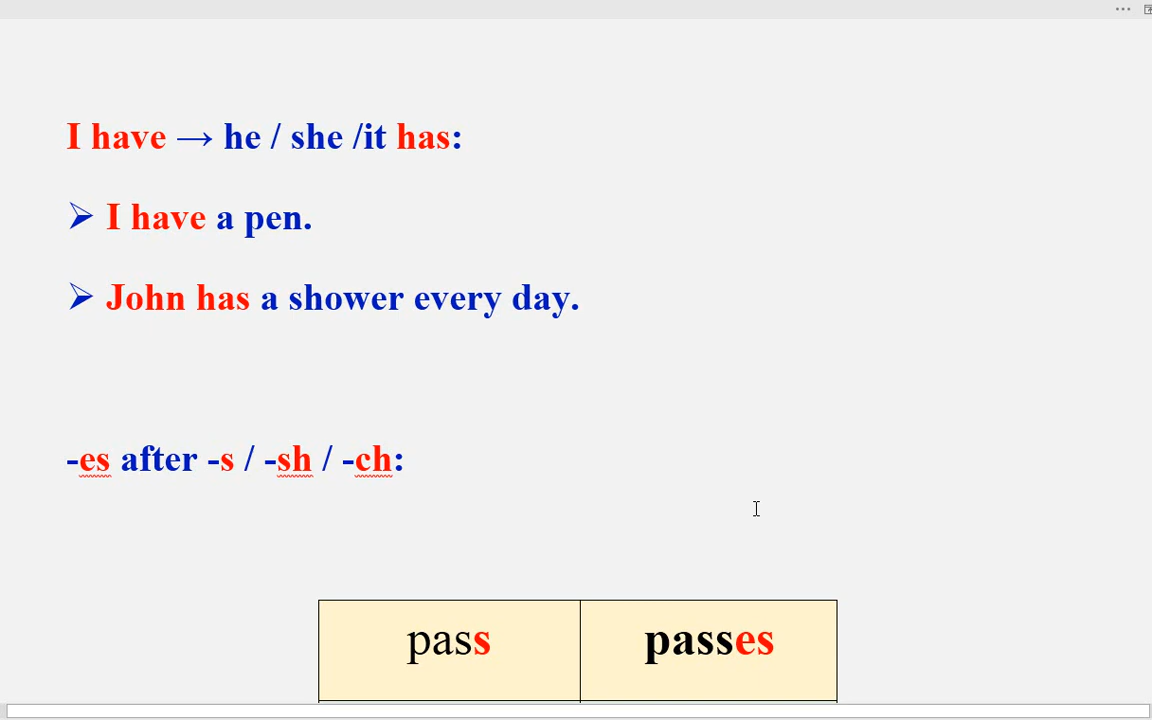 I have → he / she /it has:
➢ I have a pen.
➢ John has a shower every day.
-es after -s / -sh / -ch:
pass passes